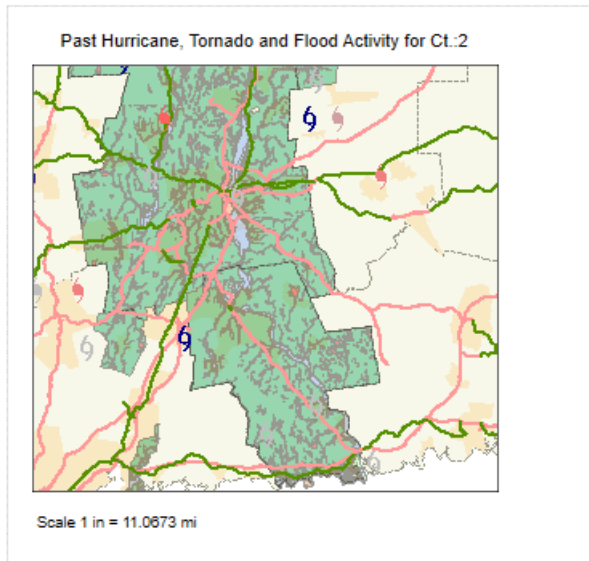 Past Hurricane, Tornado and Flood Activity for Ct.:2
Scale 1 in = 11.0673 mi